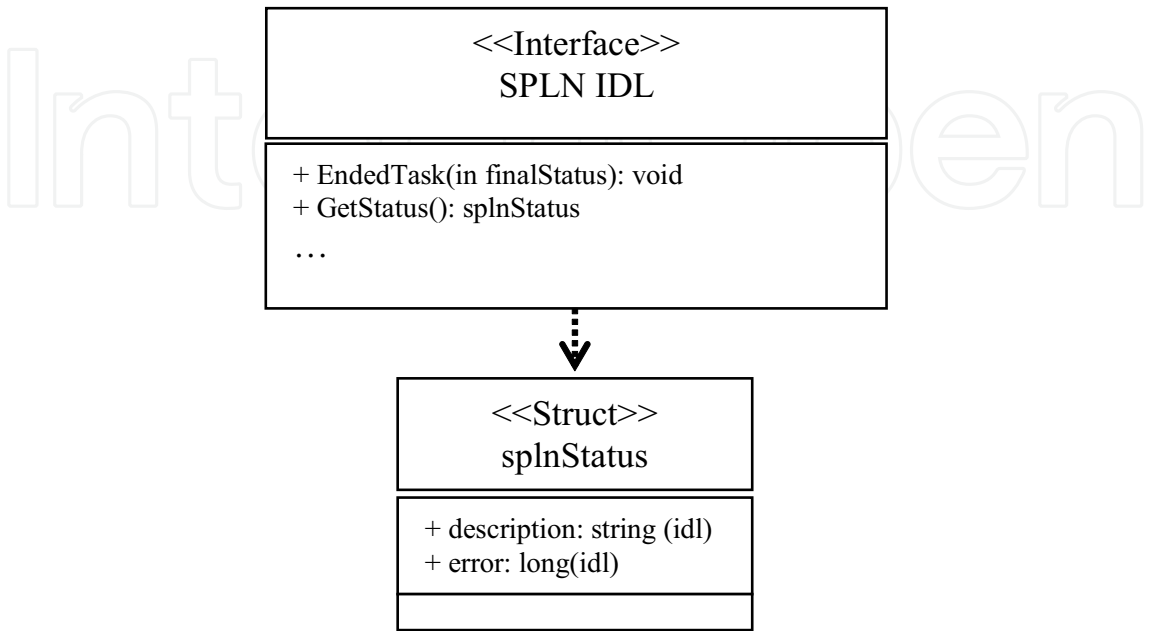 <<Interface>>
SPLN IDL
+ EndedTask(in finalStatus): void
+ GetStatus(): splnStatus
…
<<Struct>>
splnStatus
+ description: string (idl)
+ error: long(idl)